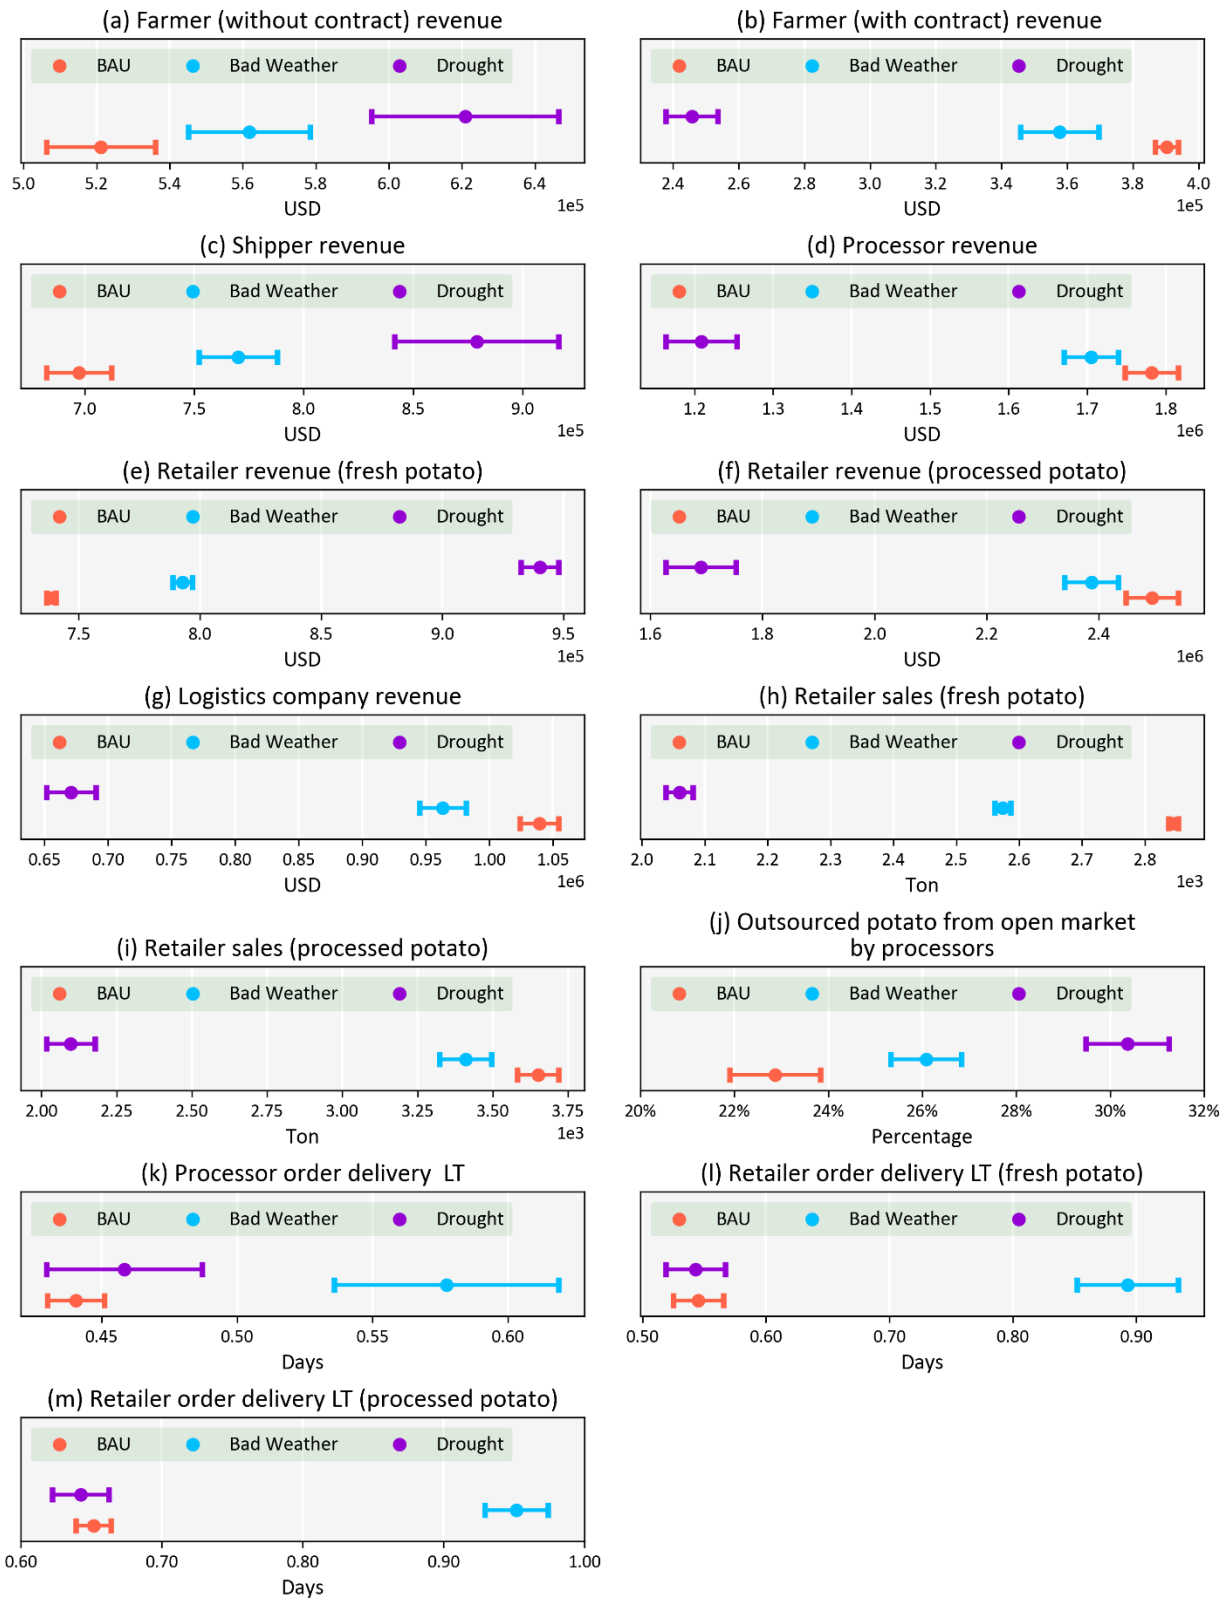 (a) Farmer (without contract) revenue
BAU Bad Weather Drought
5.0 5.2 5.4 5.6 5.8 6.0 6.2 6.4
1e5
USD
(b) Farmer (with contract) revenue
BAU Bad Weather Drought
2.4 2.6 2.8 3.0 3.2 3.4 3.6 3.8 4.0
1e5
USD
(c) Shipper revenue
BAU Bad Weather Drought
7.0 7.5 8.0 8.5 9.0
1e5
USD
(d) Processor revenue
BAU Bad Weather Drought
1.2 1.3 1.4 1.5 1.6 1.7 1.8
1e6
USD
(e) Retailer revenue (fresh potato)
BAU Bad Weather Drought
7.5 8.0 8.5 9.0 9.5
1e5
USD
(f) Retailer revenue (processed potato)
BAU Bad Weather Drought
1.6 1.8 2.0 2.2 2.4
1e6
USD
(g) Logistics company revenue
BAU Bad Weather Drought
0.65 0.70 0.75 0.80 0.85 0.90 0.95 1.00 1.05
1e6
USD
(h) Retailer sales (fresh potato)
BAU Bad Weather Drought
2.0 2.1 2.2 2.3 2.4 2.5 2.6 2.7 2.8
1e3
Ton
(i) Retailer sales (processed potato)
BAU Bad Weather Drought
2.00 2.25 2.50 2.75 3.00 3.25 3.50 3.75
1e3
Ton
(j) Outsourced potato from open market
by processors
BAU Bad Weather Drought
20% 22% 24% 26% 28% 30% 32%
Percentage
(k) Processor order delivery LT
BAU Bad Weather Drought
0.45 0.50 0.55 0.60
Days
(l) Retailer order delivery LT (fresh potato)
BAU Bad Weather Drought
0.50 0.60 0.70 0.80 0.90
Days
(m) Retailer order delivery LT (processed potato)
BAU Bad Weather Drought
0.60 0.70 0.80 0.90 1.00
Days